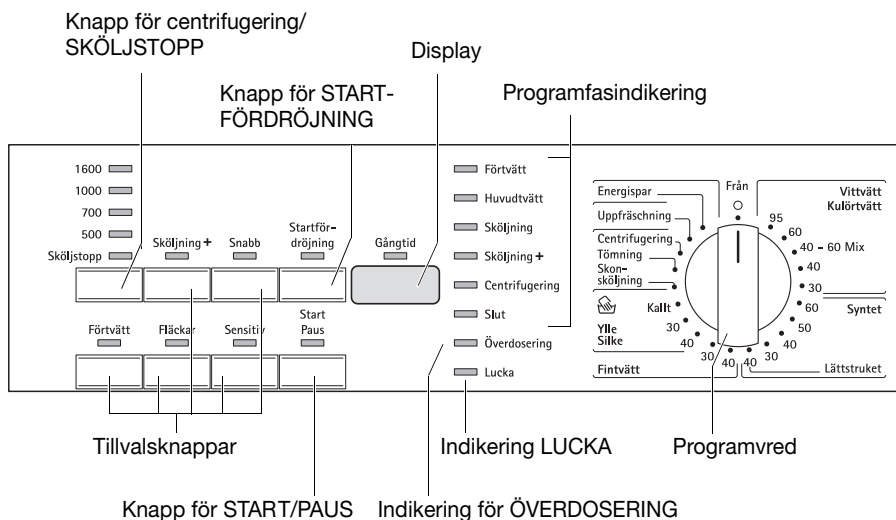 Knapp för centrifugering/
SKÖLJSTOPP
Display
Knapp för START-
FÖRDRÖJNING
Programfasindikering
1600
1000
700
500
Sköljstopp
Sköljning +
Snabb
Startför-
dröjning
Gångtid
Förtvätt
Fläckar
Sensitiv
Start
Paus
Förtvätt
Huvudtvätt
Sköljning
Sköljning +
Centrifugering
Slut
Överdosering
Lucka
Energispar
Uppfräschning
Centrifugering
Tömning
Skon-
sköljning
Kallt
30
40
Ylle
Silke
30
40
Fintvätt
Från
Vittvätt
Kulörtvätt
95
60
40 – 60 Mix
40
30
60
Syntet
50
40
30
40
Lättstruket
Tillvalsknappar
Indikering LUCKA
Programvred
Knapp för START/PAUS
Indikering för ÖVERDOSERING